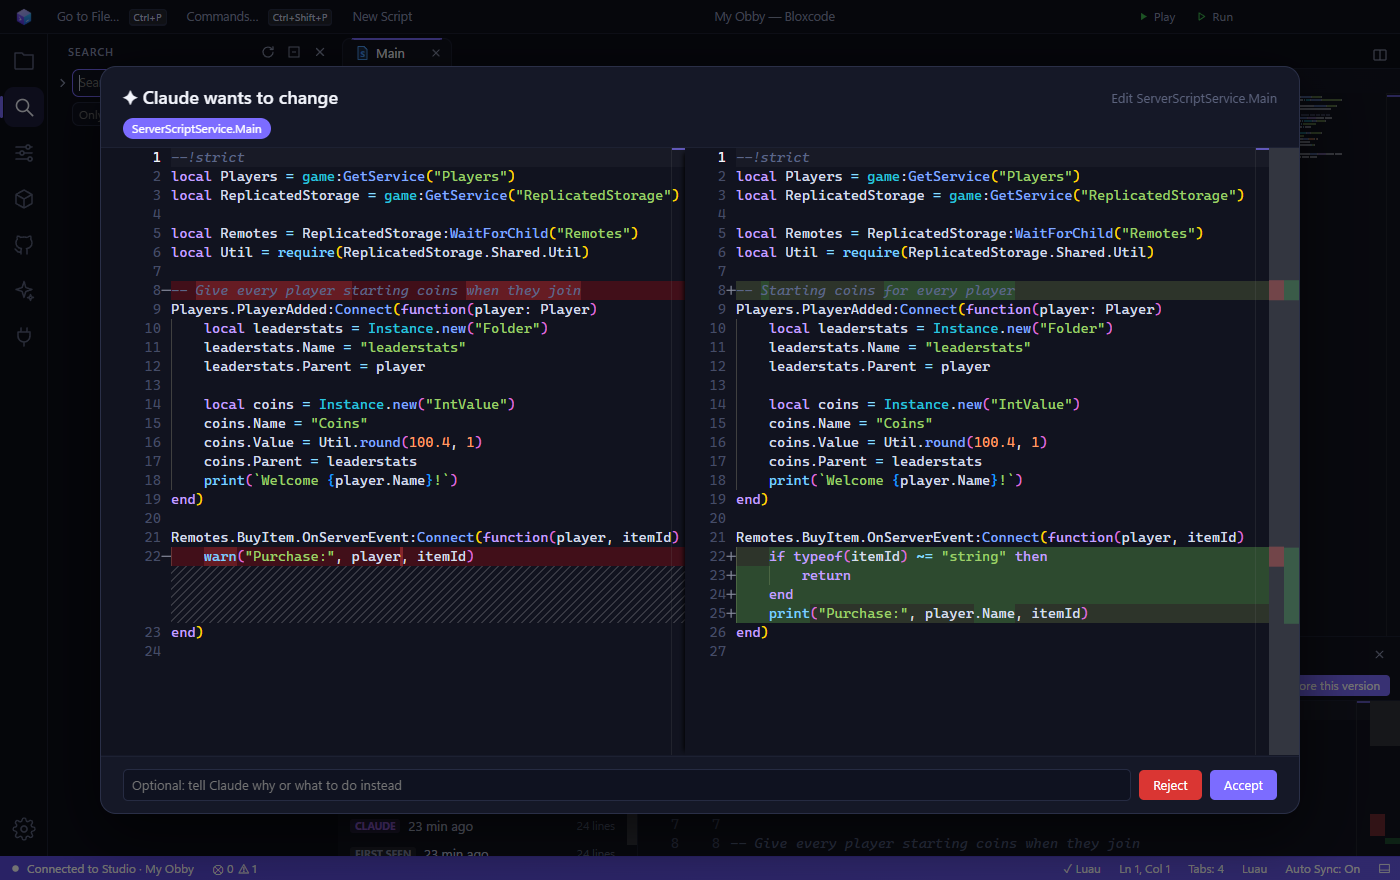 Go to File... Ctrl+P Commands... Ctrl+Shift+P New Script My Obby — Bloxcode Play Run
SEARCH Main
Claude wants to change Edit ServerScriptService.Main
ServerScriptService.Main
1 --!strict
2 local Players = game:GetService("Players")
3 local ReplicatedStorage = game:GetService("ReplicatedStorage")
4
5 local Remotes = ReplicatedStorage:WaitForChild("Remotes")
6 local Util = require(ReplicatedStorage.Shared.Util)
7
8— -- Give every player starting coins when they join
9 Players.PlayerAdded:Connect(function(player: Player)
10 local leaderstats = Instance.new("Folder")
11 leaderstats.Name = "leaderstats"
12 leaderstats.Parent = player
13
14 local coins = Instance.new("IntValue")
15 coins.Name = "Coins"
16 coins.Value = Util.round(100.4, 1)
17 coins.Parent = leaderstats
18 print(`Welcome {player.Name}!`)
19 end)
20
21 Remotes.BuyItem.OnServerEvent:Connect(function(player, itemId)
22— warn("Purchase:", player, itemId)
23 end)
24
1 --!strict
2 local Players = game:GetService("Players")
3 local ReplicatedStorage = game:GetService("ReplicatedStorage")
4
5 local Remotes = ReplicatedStorage:WaitForChild("Remotes")
6 local Util = require(ReplicatedStorage.Shared.Util)
7
8+ -- Starting coins for every player
9 Players.PlayerAdded:Connect(function(player: Player)
10 local leaderstats = Instance.new("Folder")
11 leaderstats.Name = "leaderstats"
12 leaderstats.Parent = player
13
14 local coins = Instance.new("IntValue")
15 coins.Name = "Coins"
16 coins.Value = Util.round(100.4, 1)
17 coins.Parent = leaderstats
18 print(`Welcome {player.Name}!`)
19 end)
20
21 Remotes.BuyItem.OnServerEvent:Connect(function(player, itemId)
22+ if typeof(itemId) ~= "string" then
23+ return
24+ end
25+ print("Purchase:", player.Name, itemId)
26 end)
27
this version
Optional: tell Claude why or what to do instead Reject Accept
CLAUDE 23 min ago 24 lines 7 7
8 8 -- Give every player starting coins when they join
FIRST SEEN 23 min ago 24 lines
Connected to Studio · My Obby 0 1 ✓ Luau Ln 1, Col 1 Tabs: 4 Luau Auto Sync: On